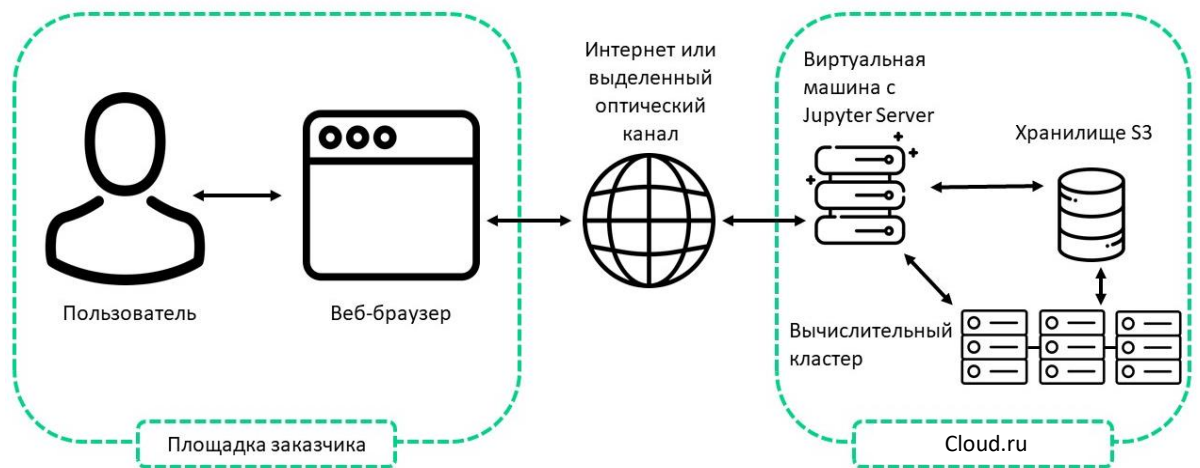 Пользователь
Веб-браузер
Площадка заказчика
Интернет или
выделенный
оптический
канал
Виртуальная
машина с
Jupyter Server
Хранилище S3
Вычислительный
кластер
Cloud.ru